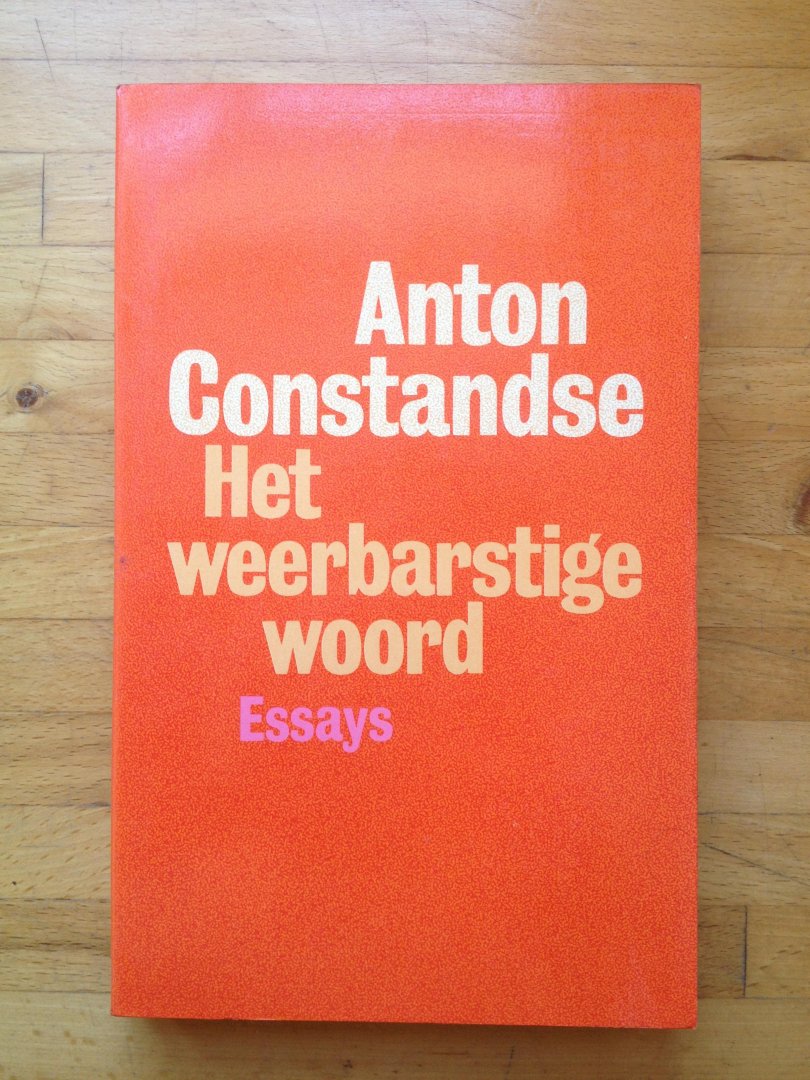 Anton
Constandse
Het
weerbarstige
woord
Essays